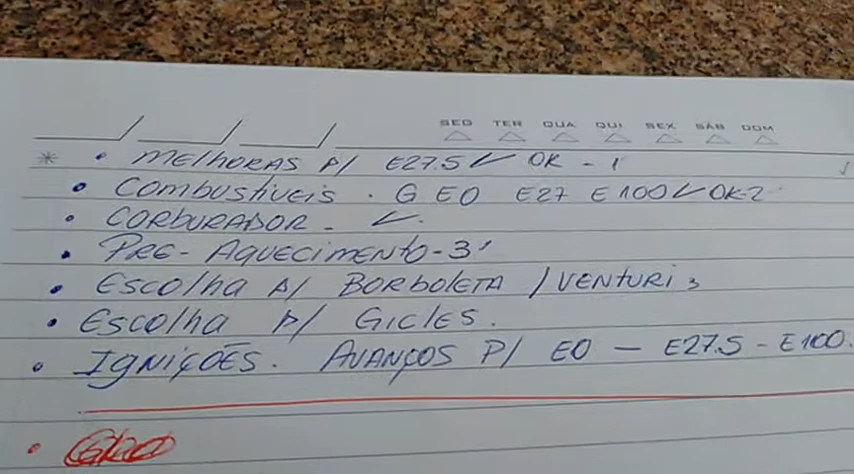 SEG TER QUA QUI SEX SÁB DOM
* • MELHORAS P/ E27.5 ✓ OK - 1
• COMBUSTÍVEIS. G E0 E27 E100 ✓ OK-2
• CORBURADOR - ✓.
• PRE-AQUECIMENTO-3'
• ESCOLHA A/ BORBOLETA / VENTURI 3
• ESCOLHA P/ GICLES.
• IGNIÇÕES. AVANÇOS P/ E0 — E27.5 - E100.
•